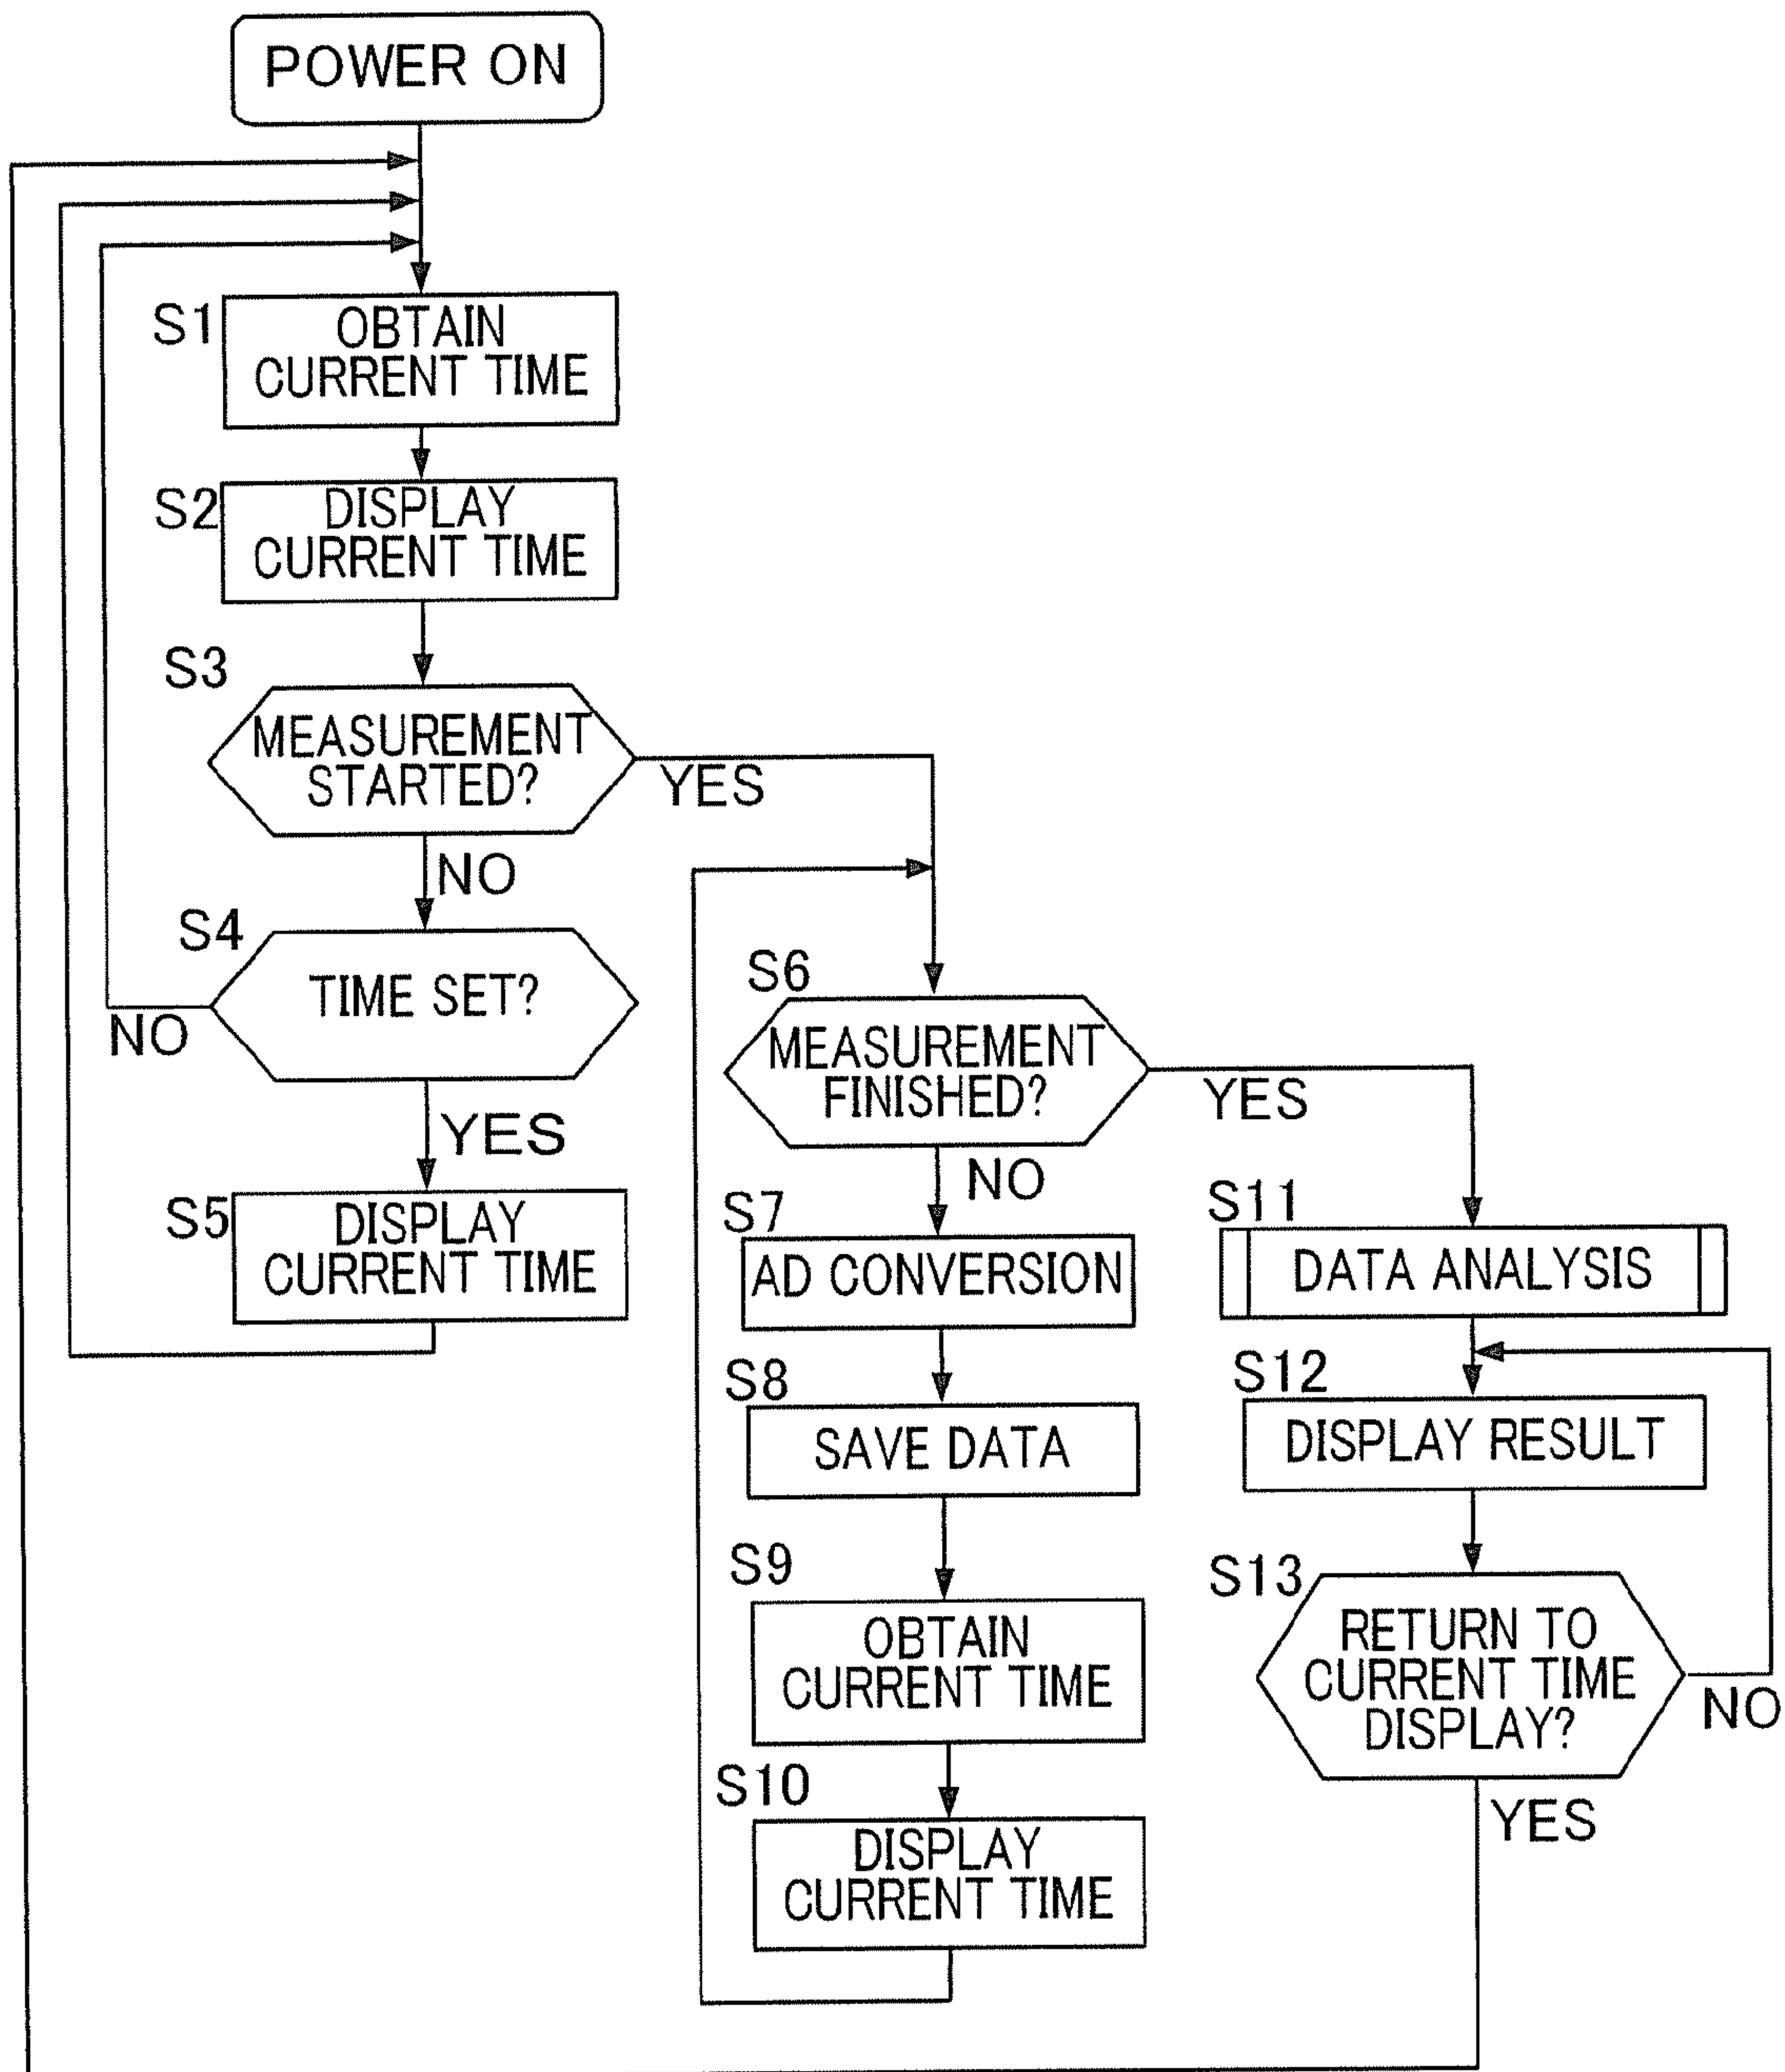 POWER ON
S1
OBTAIN
CURRENT TIME
S2
DISPLAY
CURRENT TIME
S3
MEASUREMENT
STARTED?
YES
NO
S4
TIME SET?
NO
YES
S5
DISPLAY
CURRENT TIME
S6
MEASUREMENT
FINISHED?
YES
NO
S7
AD CONVERSION
S8
SAVE DATA
S9
OBTAIN
CURRENT TIME
S10
DISPLAY
CURRENT TIME
S11
DATA ANALYSIS
S12
DISPLAY RESULT
S13
RETURN TO
CURRENT TIME
DISPLAY?
NO
YES